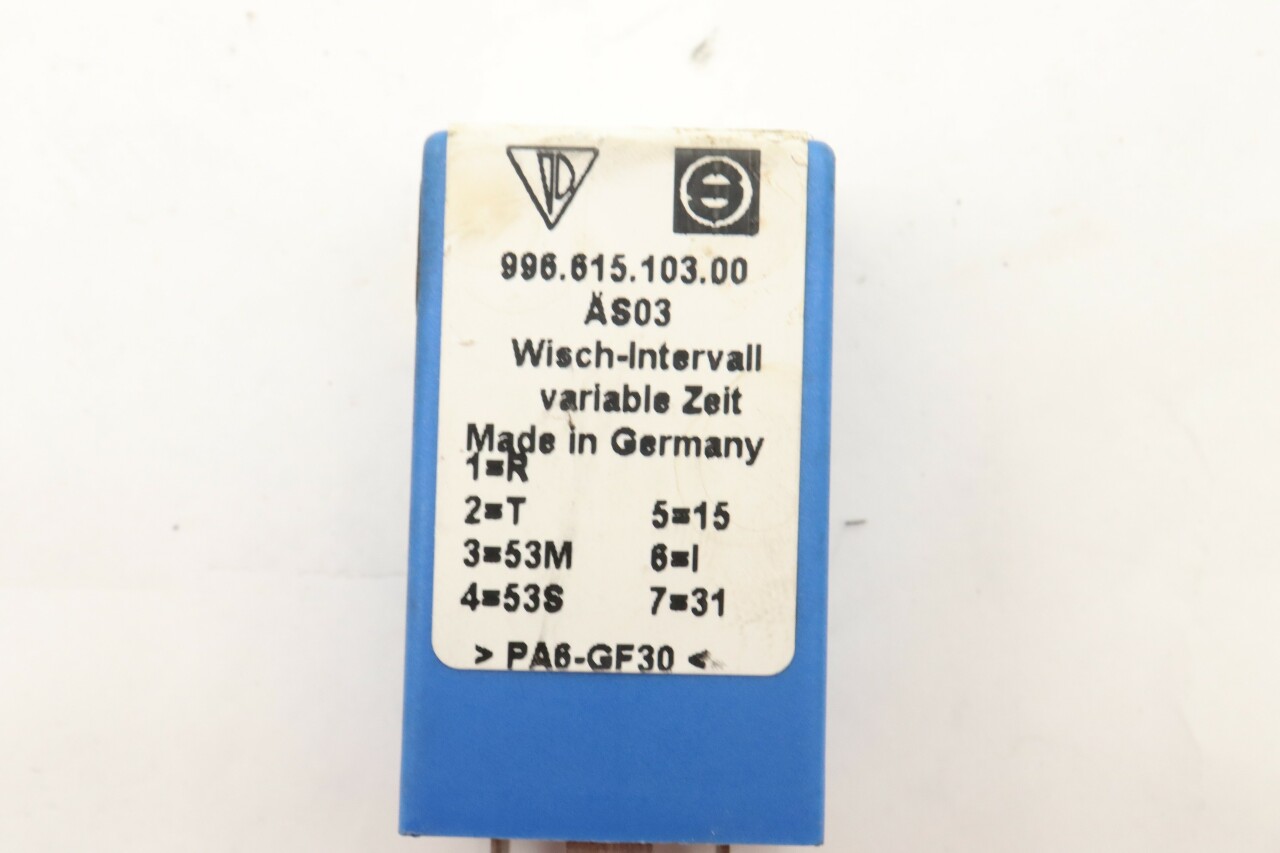 996.615.103.00
ÄS03
Wisch-Intervall
variable Zeit
Made in Germany
1=R
2=T 5=15
3=53M 6=I
4=53S 7=31
> PA6-GF30 <